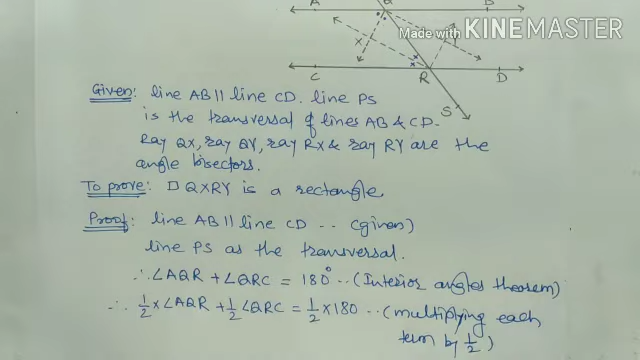 A Q B
Made with KINEMASTER
X Y
C R D
S
Given: line AB || line CD. line PS
is the transversal of lines AB & CD.
Ray QX, ray QY, ray RX & ray RY are the
angle bisectors.
To prove: □ QXRY is a rectangle
Proof: line AB || line CD .. (given)
line PS as the transversal.
∴ ∠AQR + ∠QRC = 180° .. (Interior angles theorem)
∴ 1/2 × ∠AQR + 1/2 ∠QRC = 1/2 × 180 .. (multiplying each
term by 1/2)